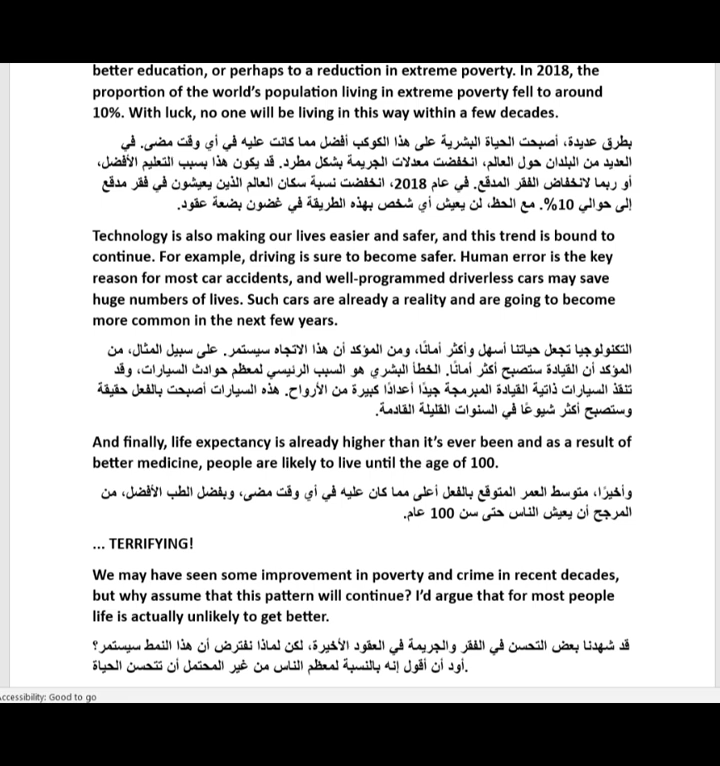 better education, or perhaps to a reduction in extreme poverty. In 2018, the
proportion of the world's population living in extreme poverty fell to around
10%. With luck, no one will be living in this way within a few decades.
بطرق عديدة، أصبحت الحياة البشرية على هذا الكوكب أفضل مما كانت عليه في أي وقت مضى. في
العديد من البلدان حول العالم، انخفضت معدلات الجريمة بشكل مطرد. قد يكون هذا بسبب التعليم الأفضل،
أو ربما لانخفاض الفقر المدقع. في عام 2018، انخفضت نسبة سكان العالم الذين يعيشون في فقر مدقع
إلى حوالي 10%. مع الحظ، لن يعيش أي شخص بهذه الطريقة في غضون بضعة عقود.
Technology is also making our lives easier and safer, and this trend is bound to
continue. For example, driving is sure to become safer. Human error is the key
reason for most car accidents, and well-programmed driverless cars may save
huge numbers of lives. Such cars are already a reality and are going to become
more common in the next few years.
التكنولوجيا تجعل حياتنا أسهل وأكثر أمانًا، ومن المؤكد أن هذا الاتجاه سيستمر. على سبيل المثال، من
المؤكد أن القيادة ستصبح أكثر أمانًا. الخطأ البشري هو السبب الرئيسي لمعظم حوادث السيارات، وقد
تنقذ السيارات ذاتية القيادة المبرمجة جيدًا أعدادًا كبيرة من الأرواح. هذه السيارات أصبحت بالفعل حقيقة
وستصبح أكثر شيوعًا في السنوات القليلة القادمة.
And finally, life expectancy is already higher than it's ever been and as a result of
better medicine, people are likely to live until the age of 100.
وأخيرًا، متوسط العمر المتوقع بالفعل أعلى مما كان عليه في أي وقت مضى، وبفضل الطب الأفضل، من
المرجح أن يعيش الناس حتى سن 100 عام.
... TERRIFYING!
We may have seen some improvement in poverty and crime in recent decades,
but why assume that this pattern will continue? I'd argue that for most people
life is actually unlikely to get better.
قد شهدنا بعض التحسن في الفقر والجريمة في العقود الأخيرة، لكن لماذا نفترض أن هذا النمط سيستمر؟
أود أن أقول إنه بالنسبة لمعظم الناس من غير المحتمل أن تتحسن الحياة.
ccessibility: Good to go